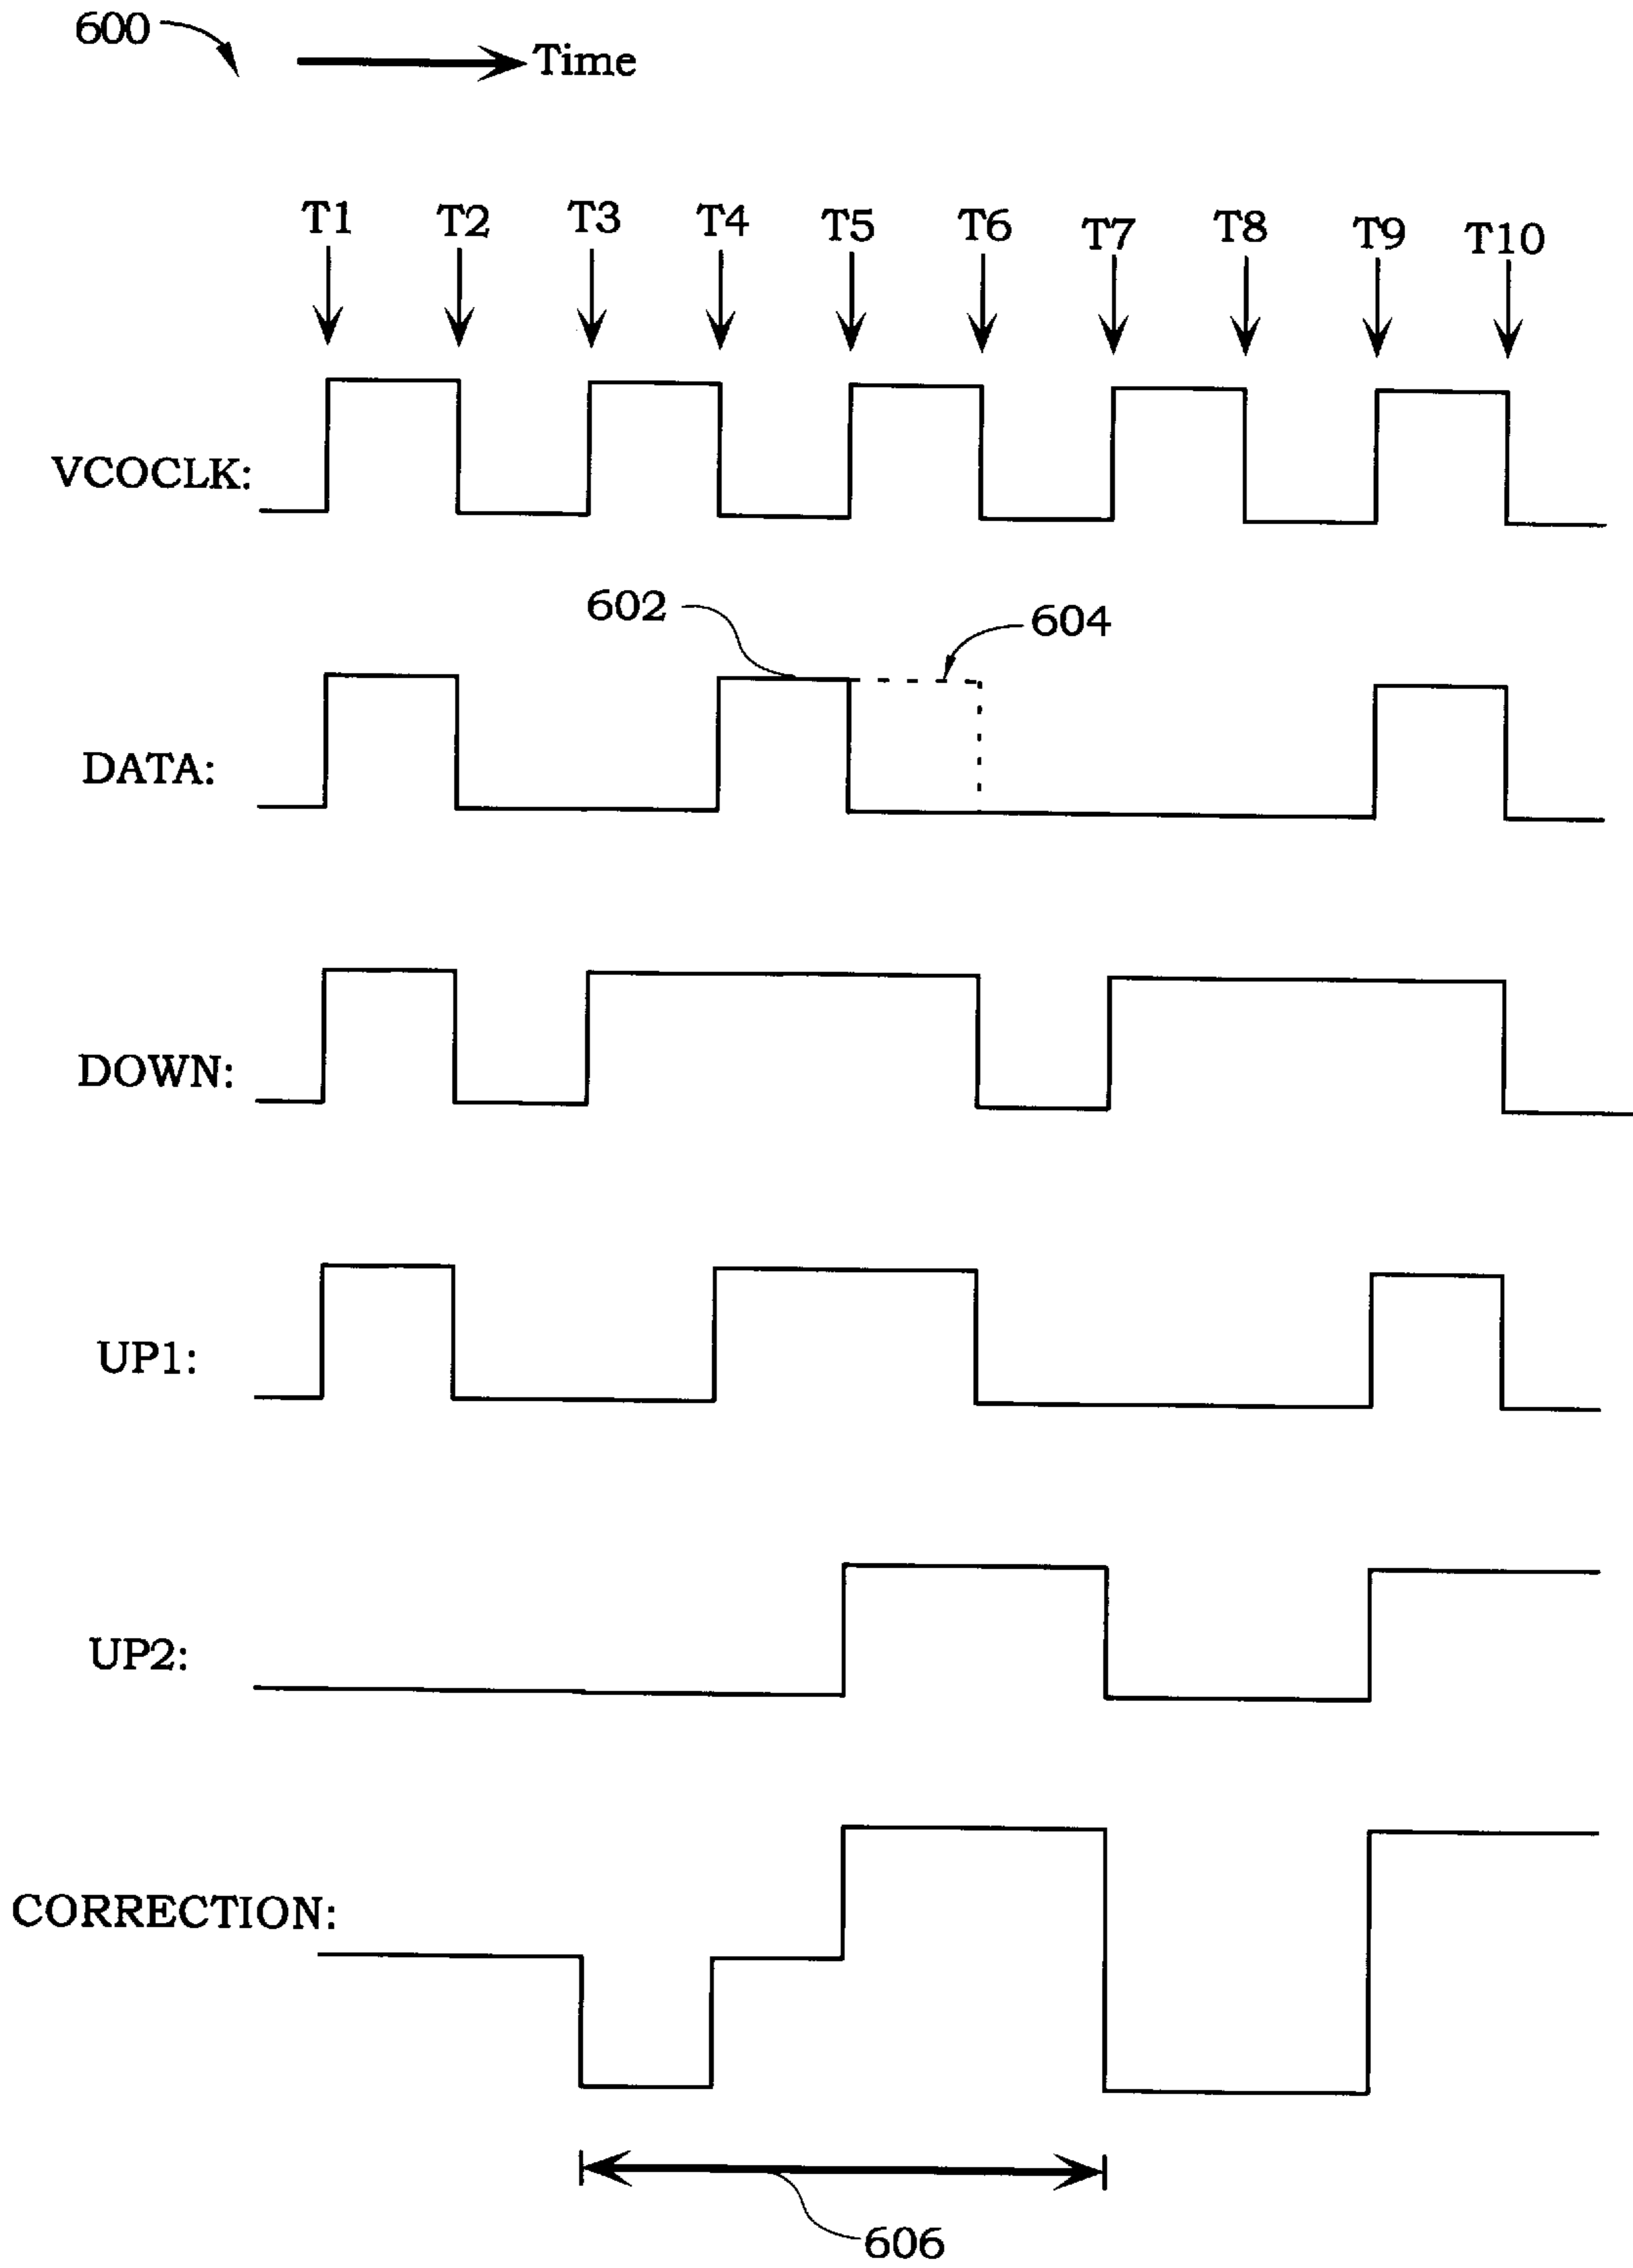 600
Time
T1 T2 T3 T4 T5 T6 T7 T8 T9 T10
VCOCLK:
602
604
DATA:
DOWN:
UP1:
UP2:
CORRECTION:
606